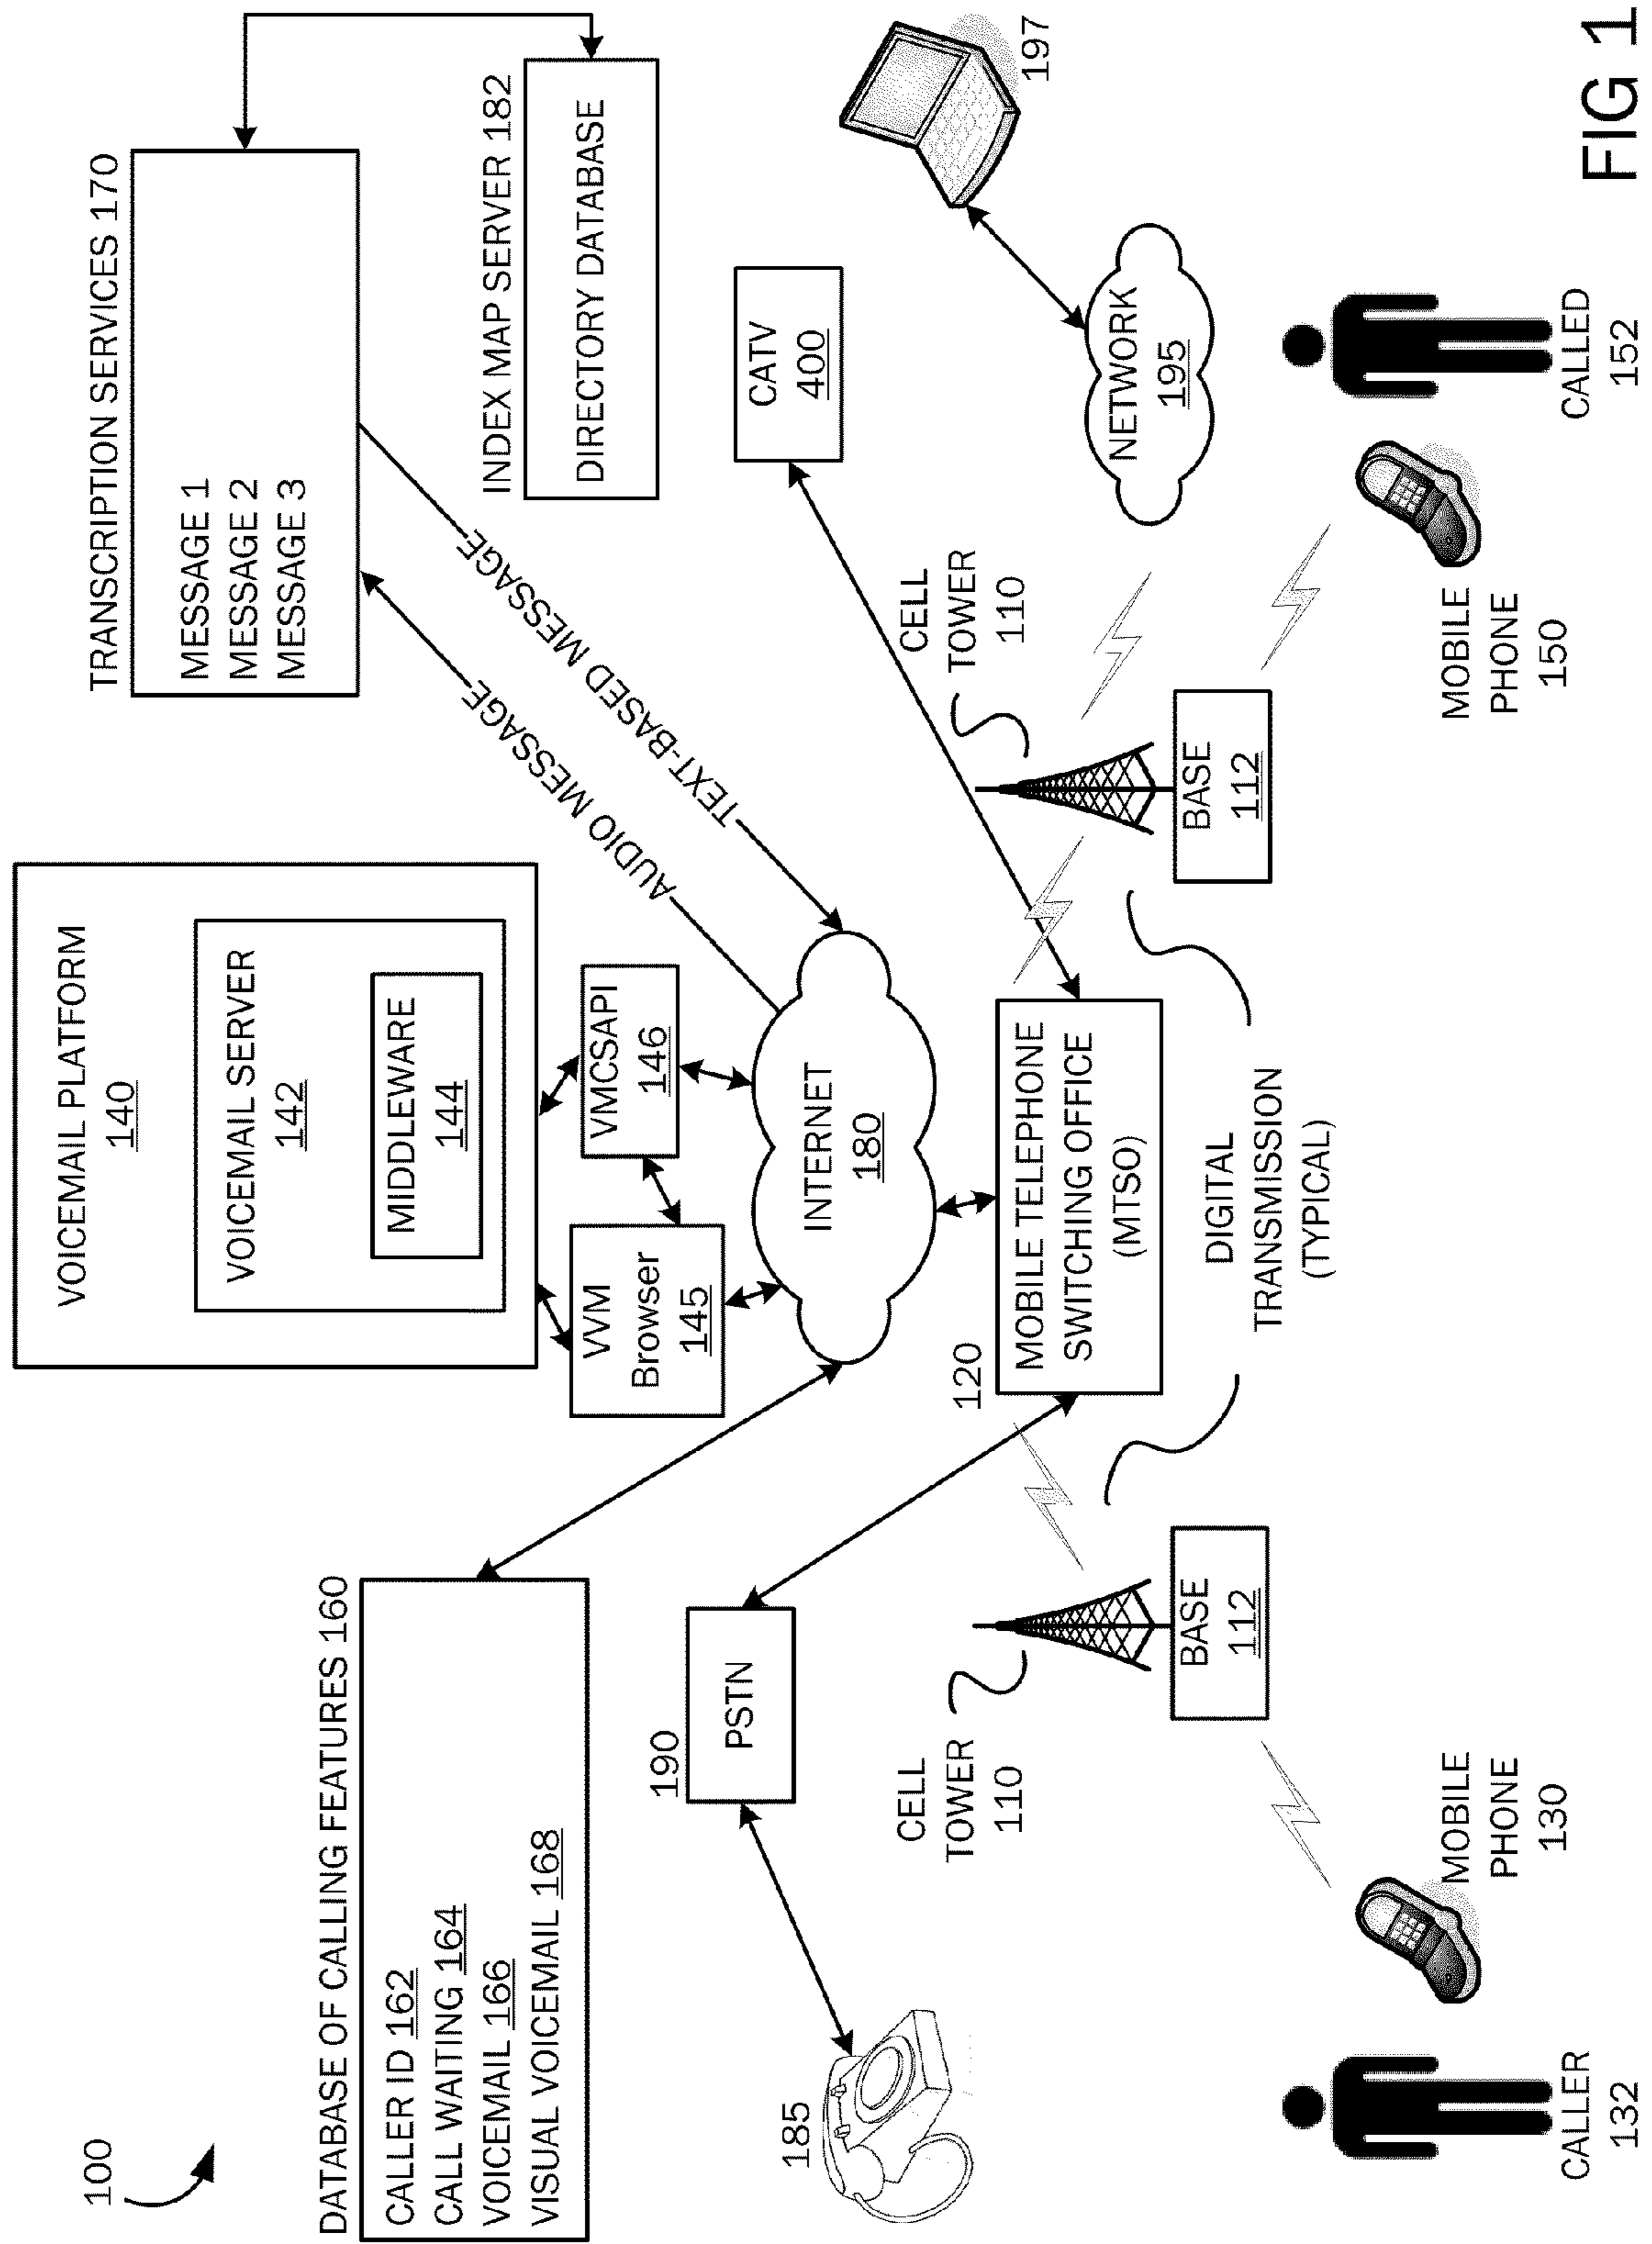 100
VOICEMAIL PLATFORM
140
VOICEMAIL SERVER
142
MIDDLEWARE
144
TRANSCRIPTION SERVICES 170
MESSAGE 1
MESSAGE 2
MESSAGE 3
DATABASE OF CALLING FEATURES 160
CALLER ID 162
CALL WAITING 164
VOICEMAIL 166
VISUAL VOICEMAIL 168
VVM
Browser
145
VMCSAPI
146
AUDIO MESSAGE
TEXT-BASED MESSAGE
INDEX MAP SERVER 182
DIRECTORY DATABASE
INTERNET
180
190
PSTN
CATV
400
185
197
CELL
TOWER
110
120
MOBILE TELEPHONE
SWITCHING OFFICE
(MTSO)
CELL
TOWER
110
NETWORK
195
BASE
112
BASE
112
DIGITAL
TRANSMISSION
(TYPICAL)
MOBILE
PHONE
130
MOBILE
PHONE
150
CALLER
132
CALLED
152
FIG 1